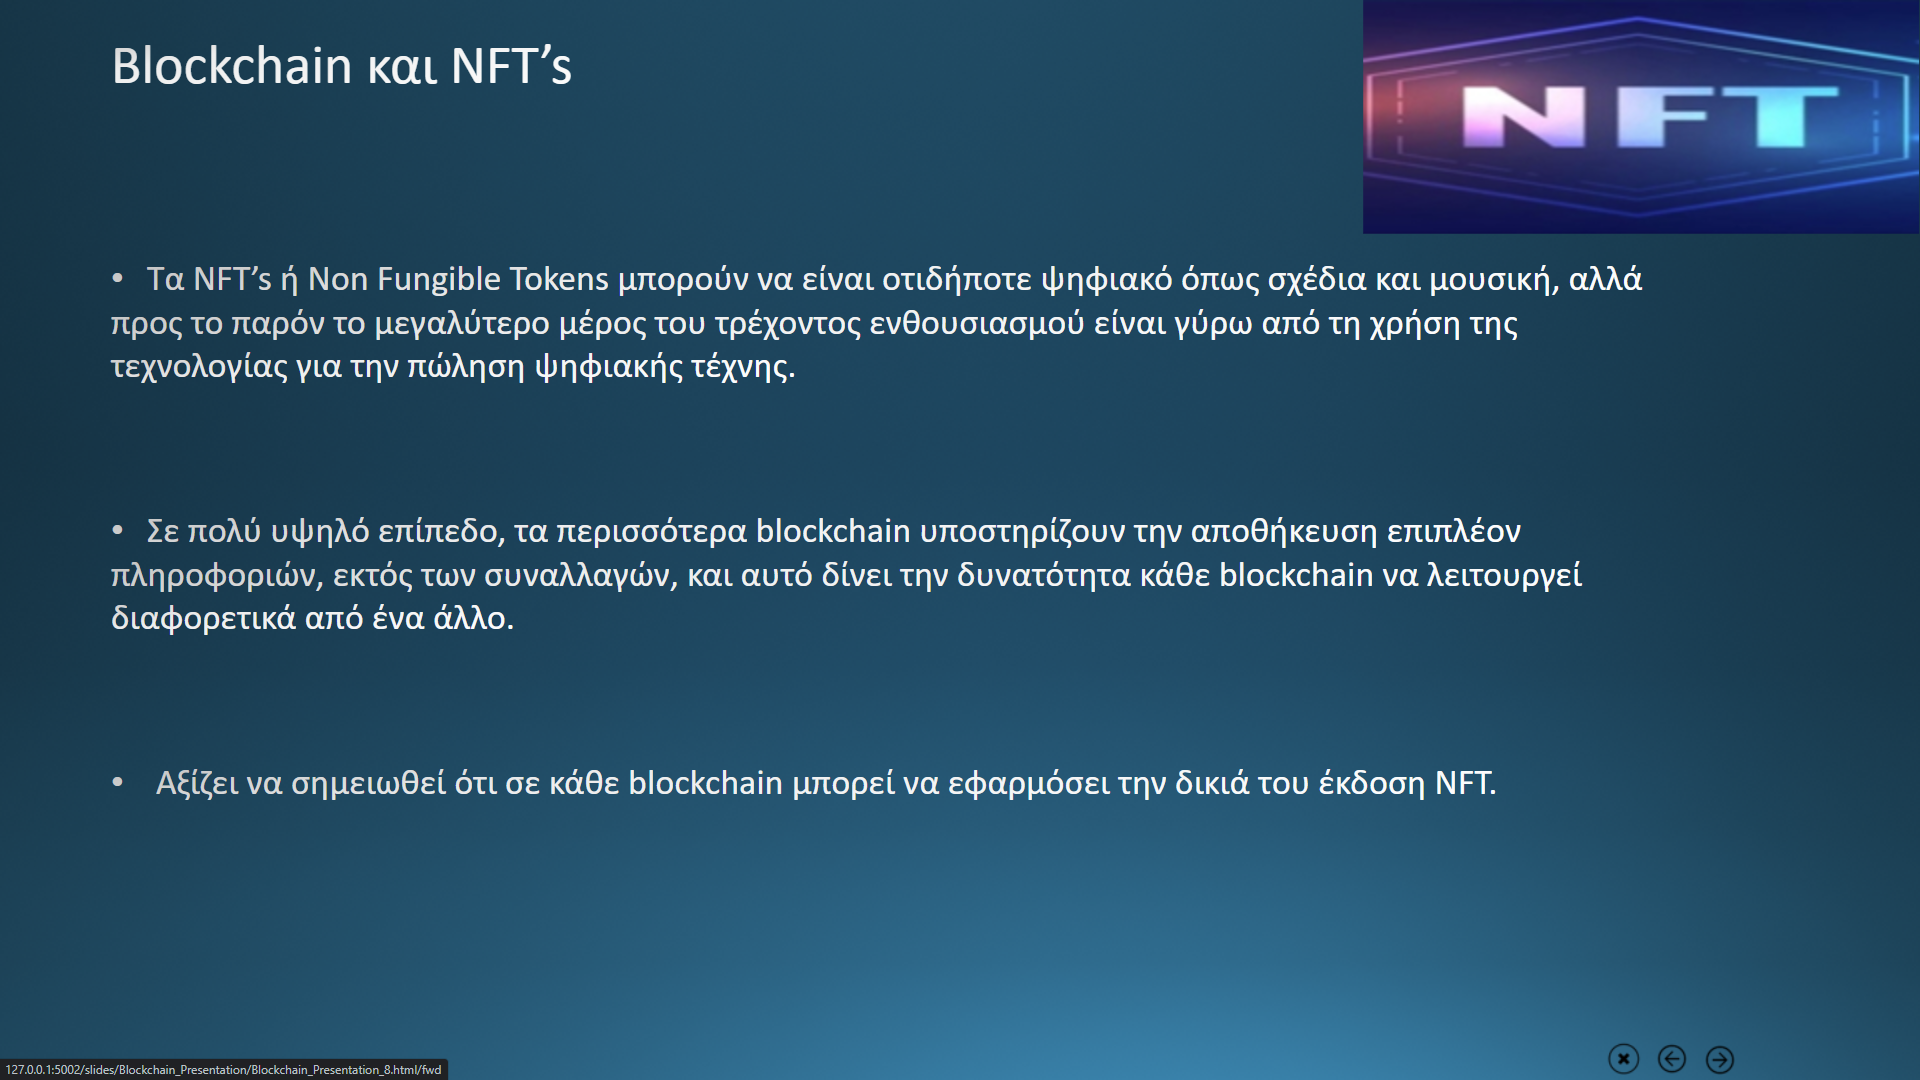 Blockchain και NFT’s
NFT
• Τα NFT’s ή Non Fungible Tokens μπορούν να είναι οτιδήποτε ψηφιακό όπως σχέδια και μουσική, αλλά
προς το παρόν το μεγαλύτερο μέρος του τρέχοντος ενθουσιασμού είναι γύρω από τη χρήση της
τεχνολογίας για την πώληση ψηφιακής τέχνης.
• Σε πολύ υψηλό επίπεδο, τα περισσότερα blockchain υποστηρίζουν την αποθήκευση επιπλέον
πληροφοριών, εκτός των συναλλαγών, και αυτό δίνει την δυνατότητα κάθε blockchain να λειτουργεί
διαφορετικά από ένα άλλο.
• Αξίζει να σημειωθεί ότι σε κάθε blockchain μπορεί να εφαρμόσει την δικιά του έκδοση NFT.
127.0.0.1:5002/slides/Blockchain_Presentation/Blockchain_Presentation_8.html/fwd